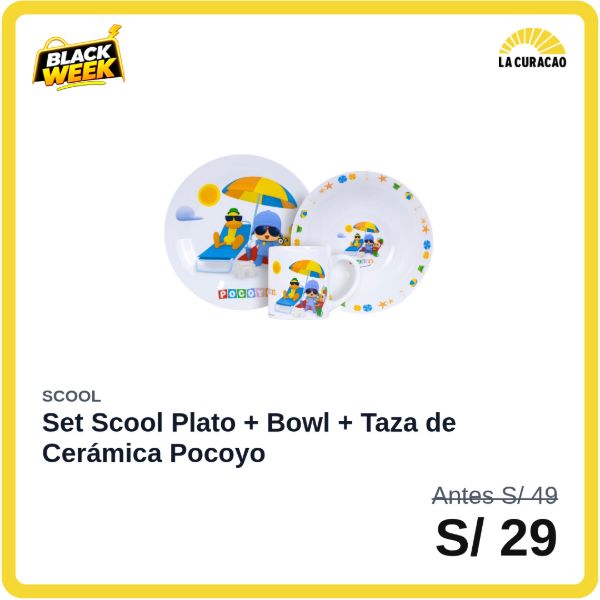 BLACK
WEEK
LA CURACAO
POCOYO
SCOOL
Set Scool Plato + Bowl + Taza de
Cerámica Pocoyo
Antes S/ 49
S/ 29